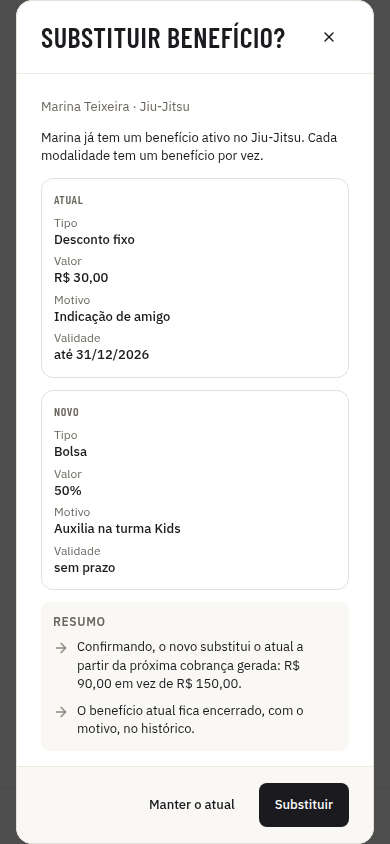 SUBSTITUIR BENEFÍCIO?
Marina Teixeira · Jiu-Jitsu
Marina já tem um benefício ativo no Jiu-Jitsu. Cada
modalidade tem um benefício por vez.
ATUAL
Tipo
Desconto fixo
Valor
R$ 30,00
Motivo
Indicação de amigo
Validade
até 31/12/2026
NOVO
Tipo
Bolsa
Valor
50%
Motivo
Auxilia na turma Kids
Validade
sem prazo
RESUMO
Confirmando, o novo substitui o atual a
partir da próxima cobrança gerada: R$
90,00 em vez de R$ 150,00.
O benefício atual fica encerrado, com o
motivo, no histórico.
Manter o atual
Substituir